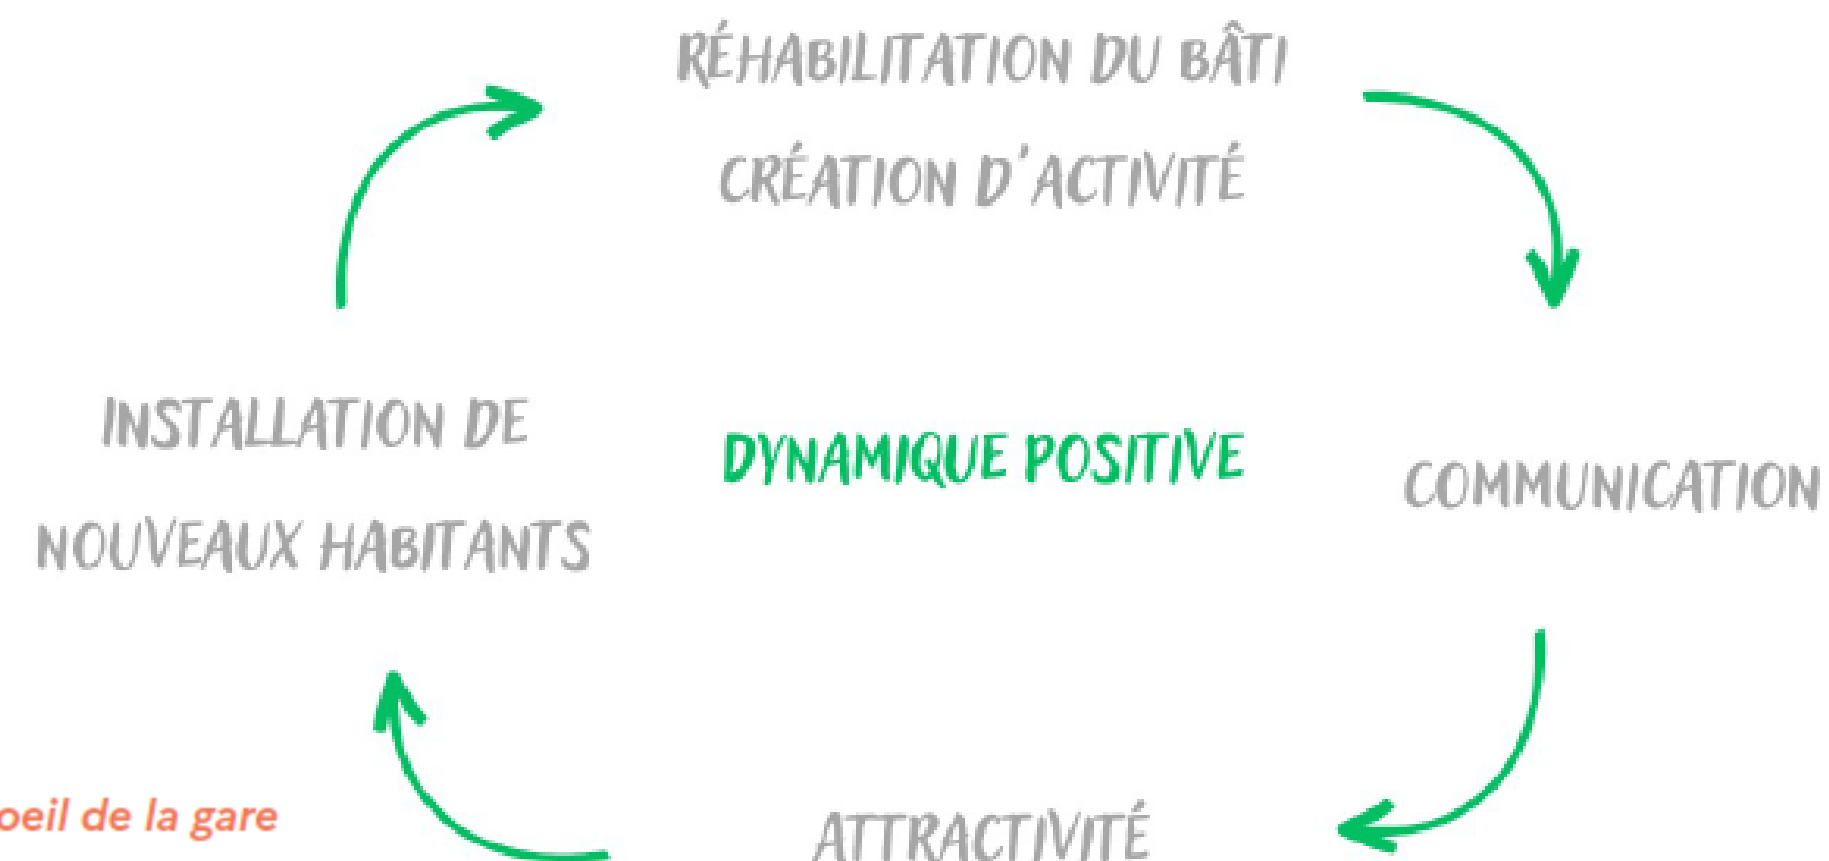 RÉHABILITATION DU BÂTI
CRÉATION D'ACTIVITÉ
INSTALLATION DE
NOUVEAUX HABITANTS
DYNAMIQUE POSITIVE
COMMUNICATION
oeil de la gare
ATTRACTIVITÉ